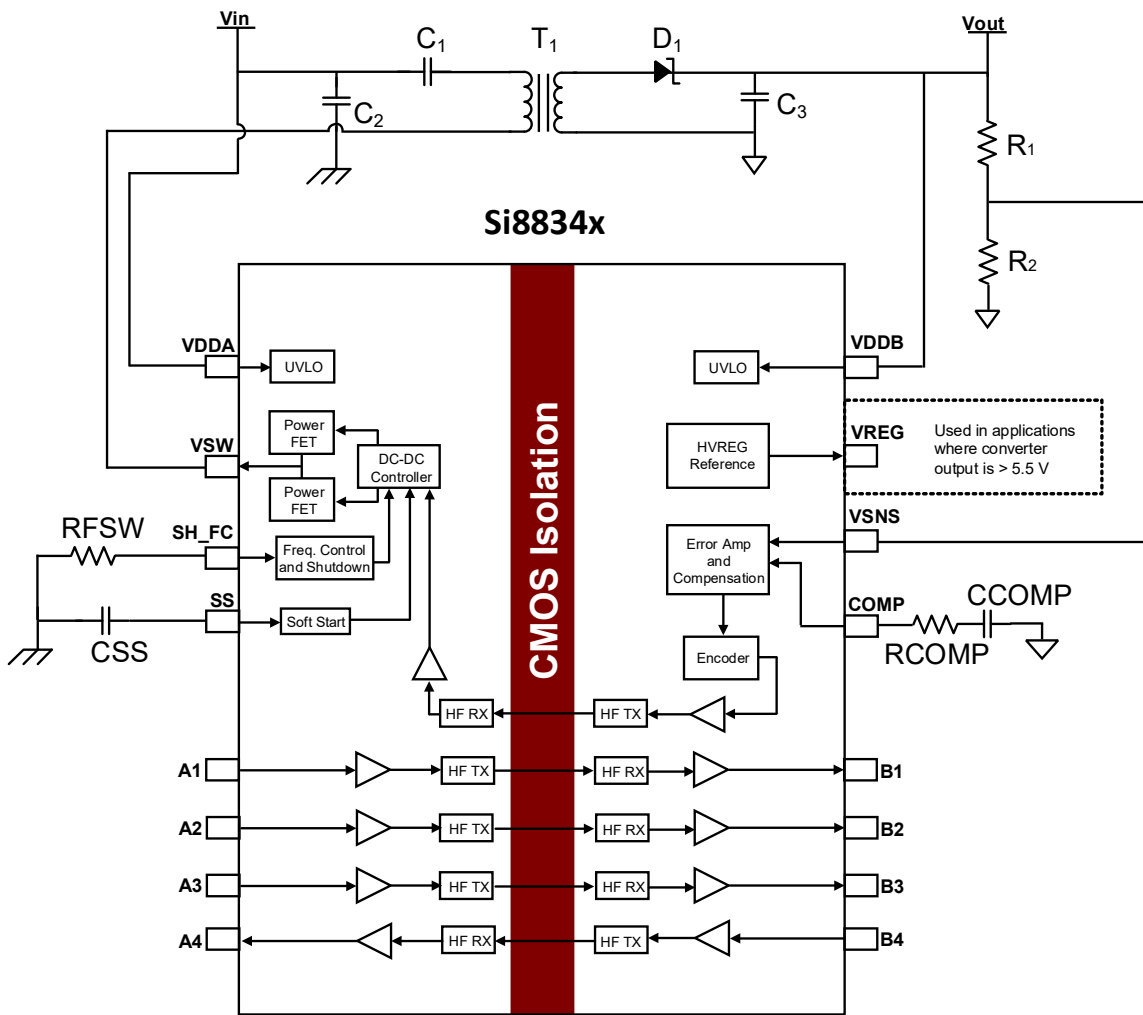 Vin
Vout
C1
T1
D1
C2
C3
R1
R2
Si8834x
VDDA
UVLO
VSW
Power
FET
Power
FET
DC-DC
Controller
RFSW
SH_FC
Freq. Control
and Shutdown
SS
Soft Start
CSS
CMOS Isolation
UVLO
VDDB
HVREG
Reference
VREG
Used in applications
where converter
output is > 5.5 V
VSNS
Error Amp
and
Compensation
COMP
CCOMP
RCOMP
Encoder
HF RX
HF TX
A1
HF TX
HF RX
B1
A2
HF TX
HF RX
B2
A3
HF TX
HF RX
B3
A4
HF RX
HF TX
B4